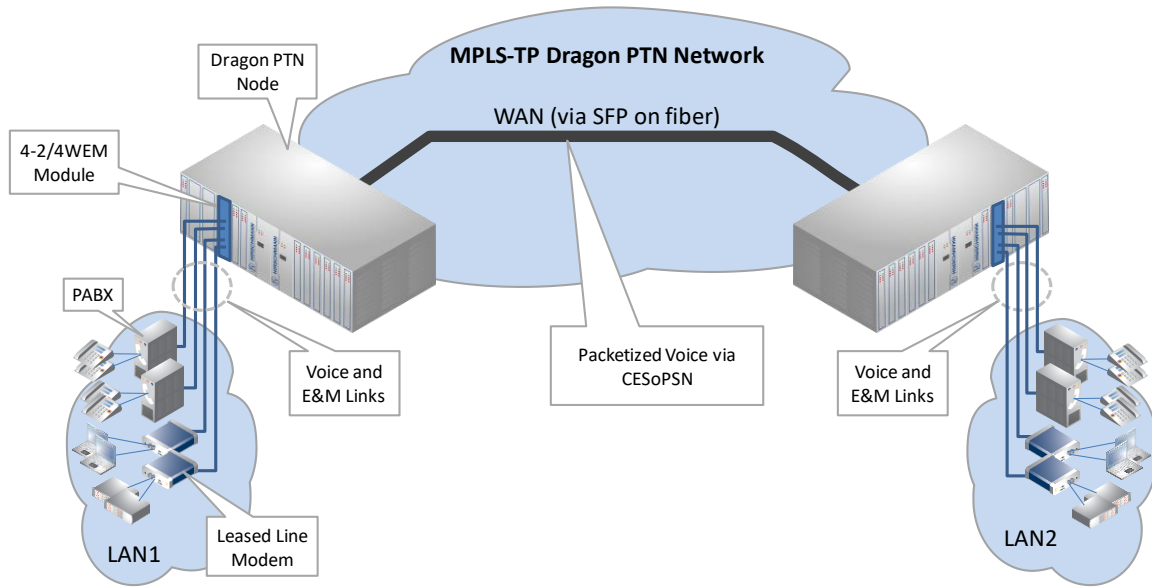 Dragon PTN
Node
MPLS-TP Dragon PTN Network
WAN (via SFP on fiber)
4-2/4WEM
Module
PABX
Voice and
E&M Links
Packetized Voice via
CESoPSN
Voice and
E&M Links
Leased Line
Modem
LAN1
LAN2